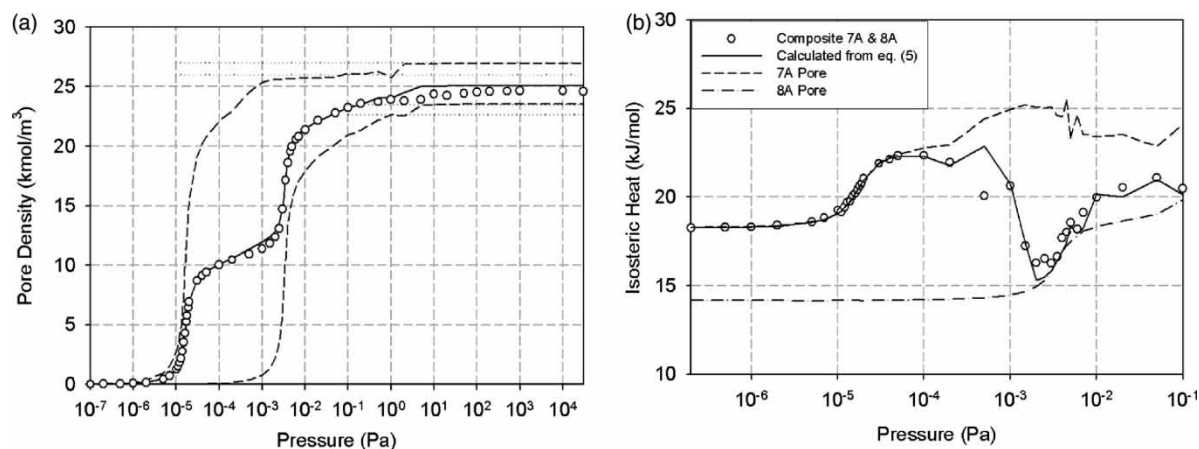 (a)
30
25
20
15
10
5
0
Pore Density (kmol/m³)
10⁻⁷ 10⁻⁶ 10⁻⁵ 10⁻⁴ 10⁻³ 10⁻² 10⁻¹ 10⁰ 10¹ 10² 10³ 10⁴
Pressure (Pa)
(b)
Composite 7A & 8A
Calculated from eq. (5)
7A Pore
8A Pore
30
25
20
15
10
Isosteric Heat (kJ/mol)
10⁻⁶ 10⁻⁵ 10⁻⁴ 10⁻³ 10⁻² 10⁻¹
Pressure (Pa)